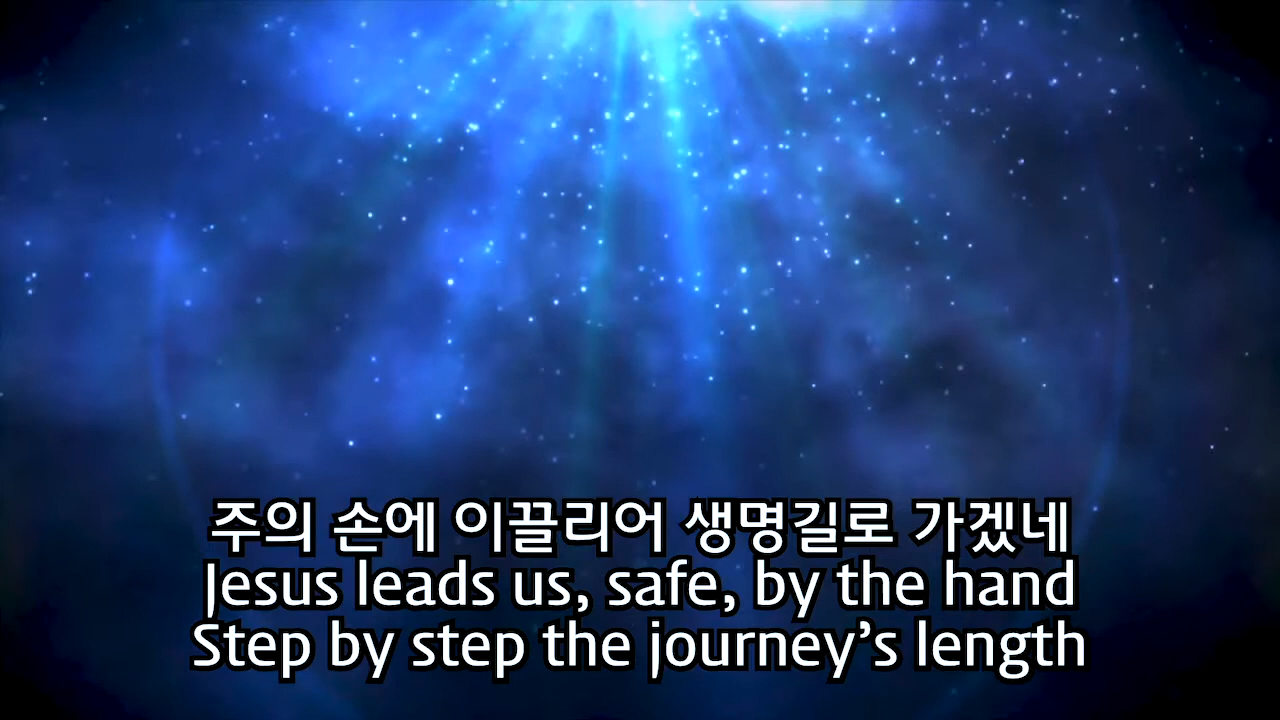 주의 손에 이끌리어 생명길로 가겠네
Jesus leads us, safe, by the hand
Step by step the journey’s length